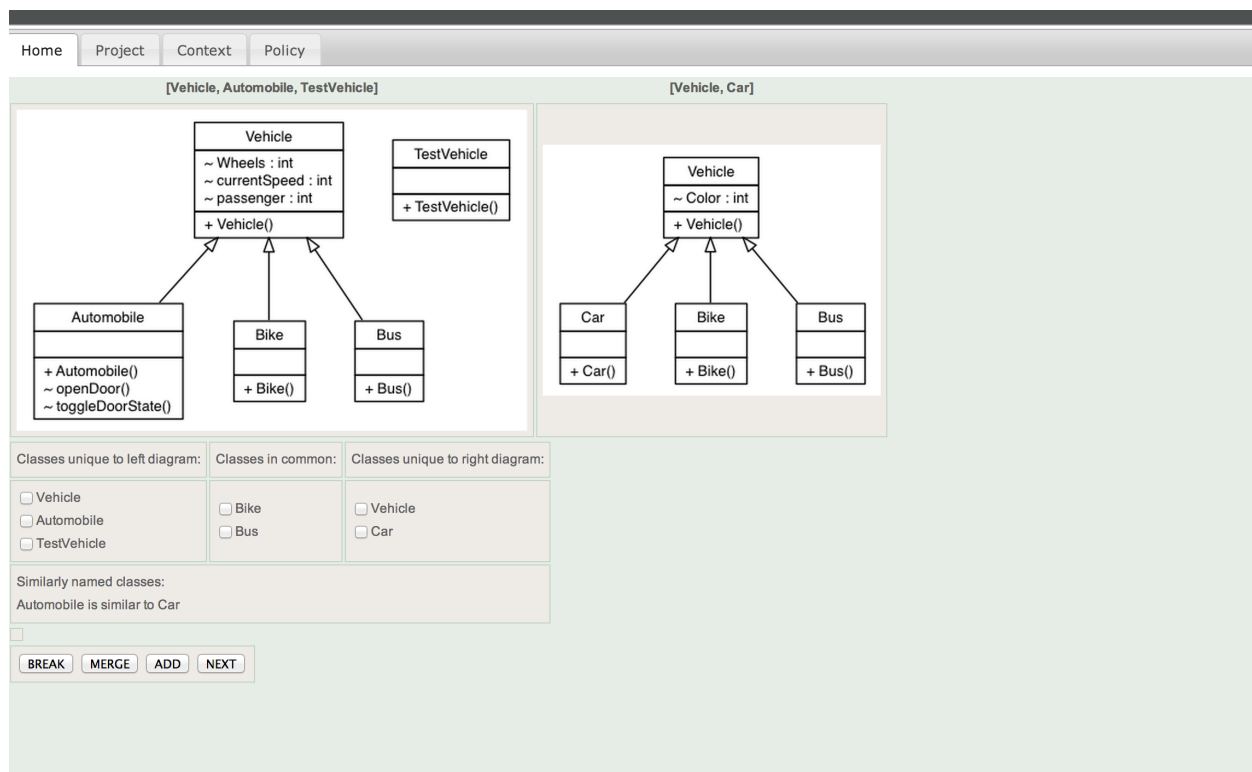 Home Project Context Policy
[Vehicle, Automobile, TestVehicle]
[Vehicle, Car]
Vehicle
~ Wheels : int
~ currentSpeed : int
~ passenger : int
+ Vehicle()
TestVehicle
+ TestVehicle()
Automobile
+ Automobile()
~ openDoor()
~ toggleDoorState()
Bike
+ Bike()
Bus
+ Bus()
Vehicle
~ Color : int
+ Vehicle()
Car
+ Car()
Bike
+ Bike()
Bus
+ Bus()
Classes unique to left diagram:
Vehicle
Automobile
TestVehicle
Classes in common:
Bike
Bus
Classes unique to right diagram:
Vehicle
Car
Similarly named classes:
Automobile is similar to Car
BREAK MERGE ADD NEXT